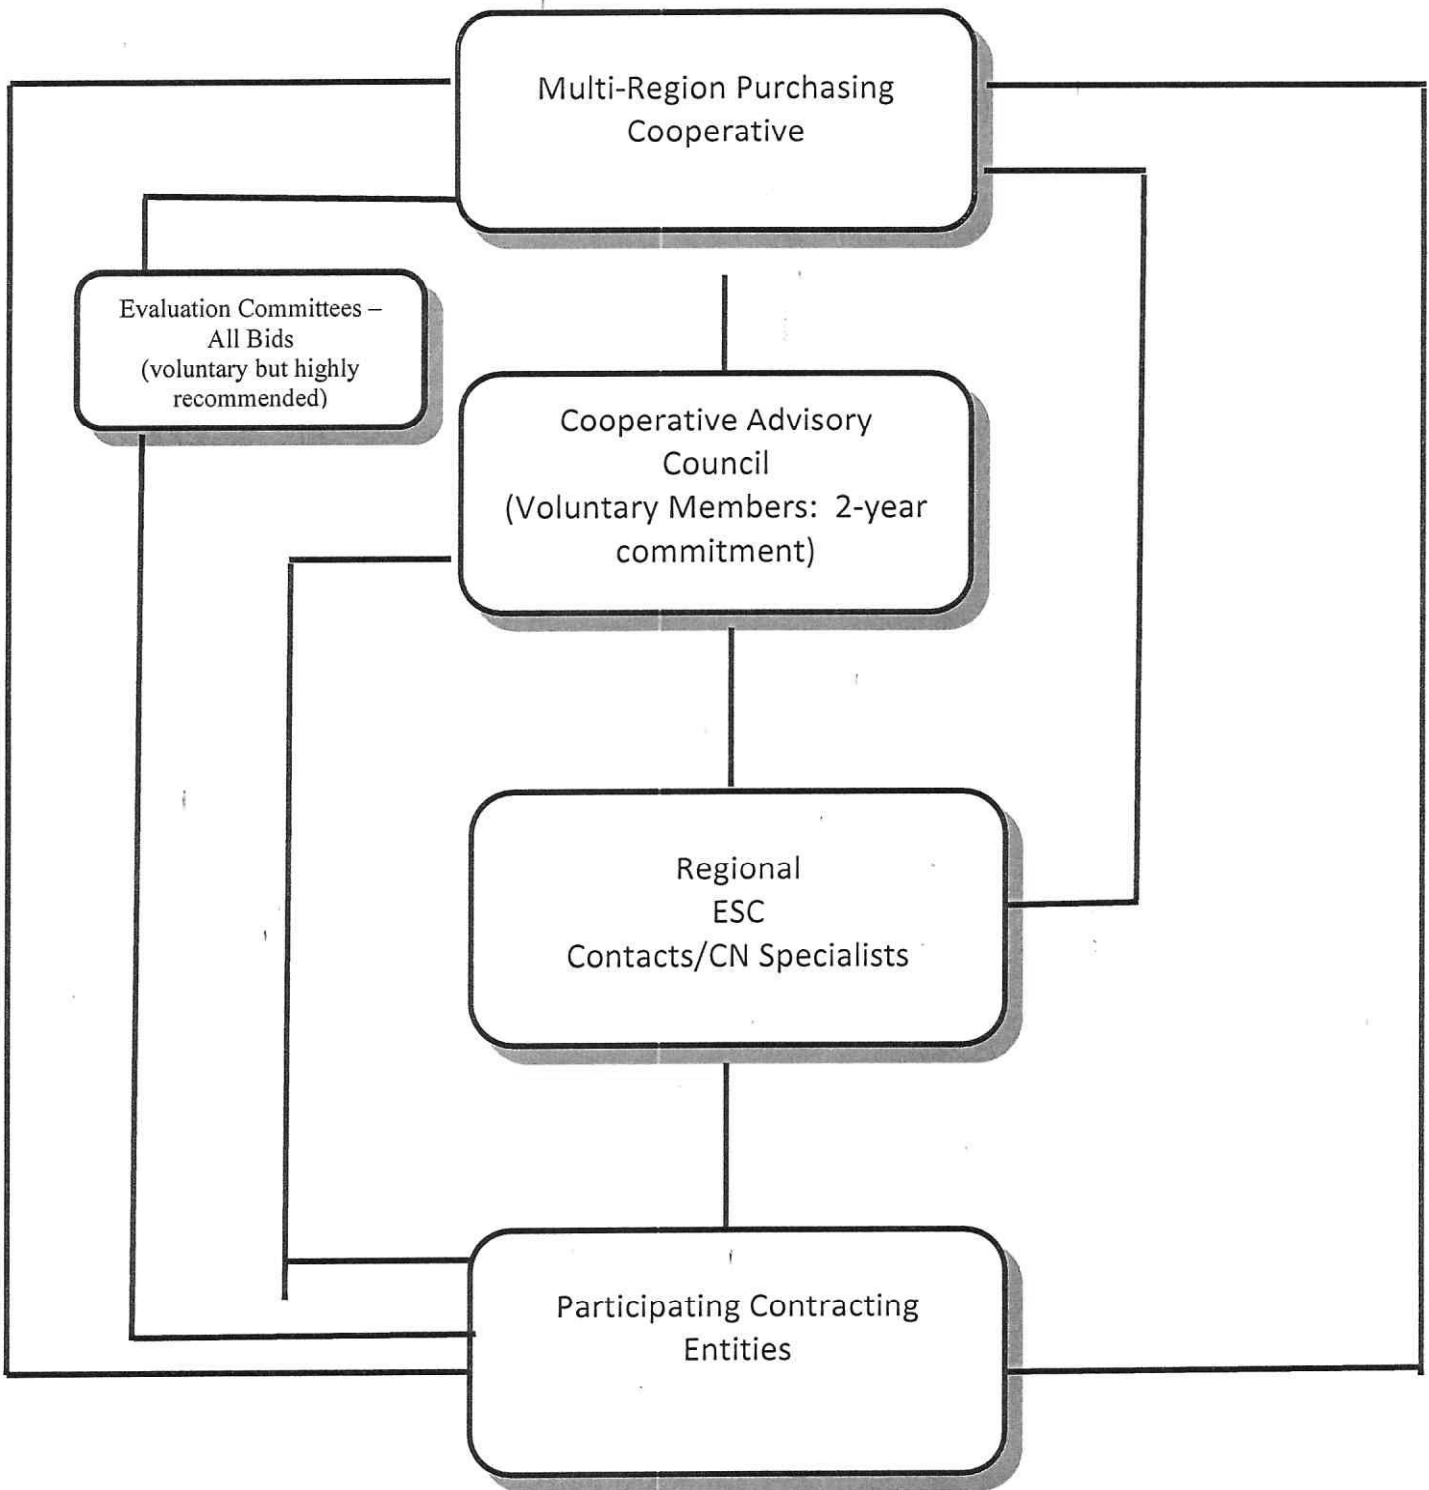 Multi-Region Purchasing
Cooperative
Evaluation Committees –
All Bids
(voluntary but highly
recommended)
Cooperative Advisory
Council
(Voluntary Members:  2-year
commitment)
Regional
ESC
Contacts/CN Specialists
Participating Contracting
Entities